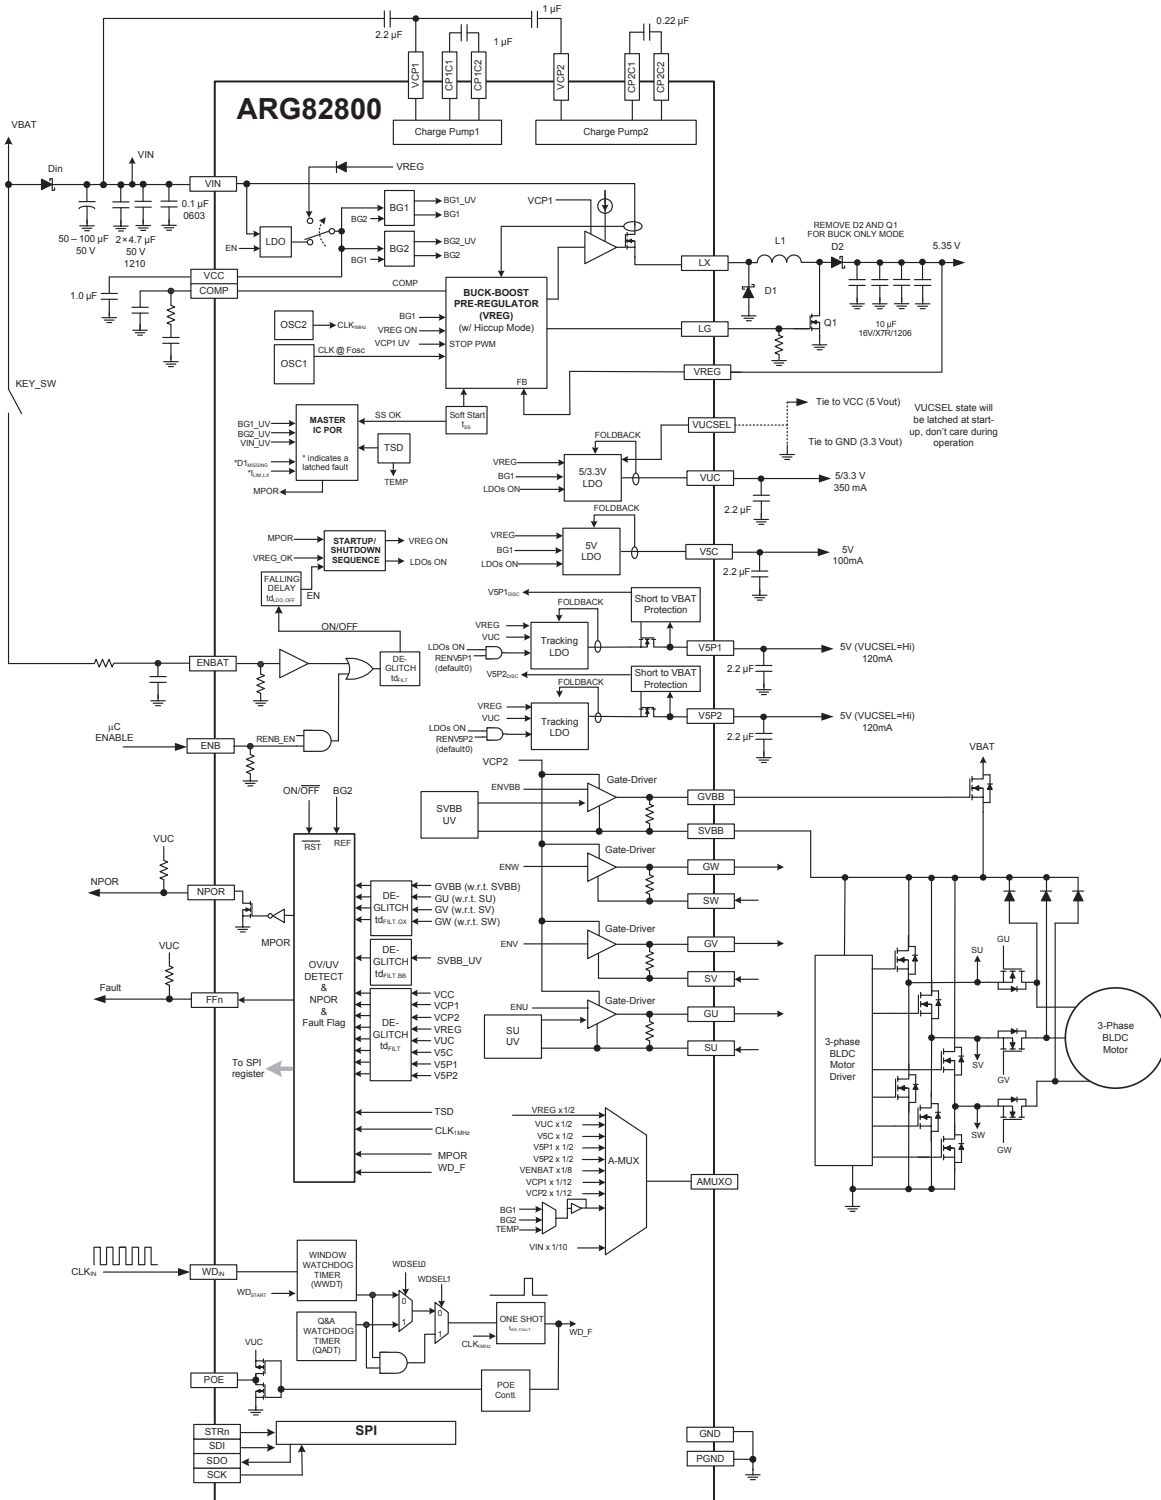 1 µF
2.2 µF
1 µF
0.22 µF
VCP1
CP1C1
CP1C2
VCP2
CP2C1
CP2C2
ARG82800
Charge Pump1
Charge Pump2
VBAT
Din
VIN
VIN
VREG
0.1 µF
0603
50 – 100 µF
50 V
2×4.7 µF
50 V
1210
EN
LDO
BG1
BG2
BG1_UV
BG1
BG2
BG1
BG2_UV
BG2
VCP1
REMOVE D2 AND Q1
FOR BUCK ONLY MODE
L1
D2
5.35 V
LX
D1
VCC
COMP
COMP
1.0 µF
BUCK-BOOST
PRE-REGULATOR
(VREG)
(w/ Hiccup Mode)
BG1
VREG ON
VCP1 UV
STOP PWM
FB
OSC2
CLK1MHz
OSC1
CLK @ Fosc
LG
Q1
10 µF
16V/X7R/1206
VREG
KEY_SW
SS OK
Soft Start
tSS
BG1_UV
BG2_UV
VIN_UV
*D1MISSING
*ILIM,LX
MPOR
MASTER
IC POR
* indicates a
latched fault
TSD
TEMP
VUCSEL
Tie to VCC (5 Vout)
Tie to GND (3.3 Vout)
VUCSEL state will
be latched at start-
up, don't care during
operation
FOLDBACK
VREG
BG1
LDOs ON
5/3.3V
LDO
VUC
5/3.3 V
350 mA
2.2 µF
FOLDBACK
VREG
BG1
LDOs ON
5V
LDO
V5C
5V
100mA
2.2 µF
MPOR
VREG_OK
STARTUP/
SHUTDOWN
SEQUENCE
VREG ON
LDOs ON
FALLING
DELAY
tdLDO,OFF
EN
ON/OFF
V5P1DISC
Short to VBAT
Protection
FOLDBACK
VREG
VUC
LDOs ON
RENV5P1
(default0)
Tracking
LDO
V5P1
5V (VUCSEL=Hi)
120mA
2.2 µF
ENBAT
DE-
GLITCH
tdFILT
V5P2DISC
Short to VBAT
Protection
FOLDBACK
VREG
VUC
LDOs ON
RENV5P2
(default0)
Tracking
LDO
V5P2
5V (VUCSEL=Hi)
120mA
2.2 µF
µC
ENABLE
ENB
RENB_EN
VCP2
VBAT
ENVBB
Gate-Driver
SVBB
UV
GVBB
SVBB
ON/OFF
BG2
RST
REF
VUC
NPOR
NPOR
MPOR
ENW
Gate-Driver
GW
SW
DE-
GLITCH
tdFILT.GX
GVBB (w.r.t. SVBB)
GU (w.r.t. SU)
GV (w.r.t. SV)
GW (w.r.t. SW)
DE-
GLITCH
tdFILT.BB
SVBB_UV
ENV
Gate-Driver
GV
SV
VUC
Fault
FFn
OV/UV
DETECT
&
NPOR
&
Fault Flag
DE-
GLITCH
tdFILT
VCC
VCP1
VCP2
VREG
VUC
V5C
V5P1
V5P2
ENU
Gate-Driver
SU
UV
GU
SU
3-phase
BLDC
Motor
Driver
SU
GU
SV
GV
SW
GW
3-Phase
BLDC
Motor
To SPI
register
TSD
CLK1MHz
MPOR
WD_F
VREG x1/2
VUC x 1/2
V5C x 1/2
V5P1 x 1/2
V5P2 x 1/2
VENBAT x1/8
VCP1 x 1/12
VCP2 x 1/12
BG1
BG2
TEMP
VIN x 1/10
A-MUX
AMUXO
CLKIN
WDIN
WDSTART
WINDOW
WATCHDOG
TIMER
(WWDT)
WDSEL0
WDSEL1
0
1
0
1
Q&A
WATCHDOG
TIMER
(QADT)
ONE SHOT
tWD_FAULT
CLK1MHz
WD_F
VUC
POE
POE
Contl.
STRn
SDI
SDO
SCK
SPI
GND
PGND